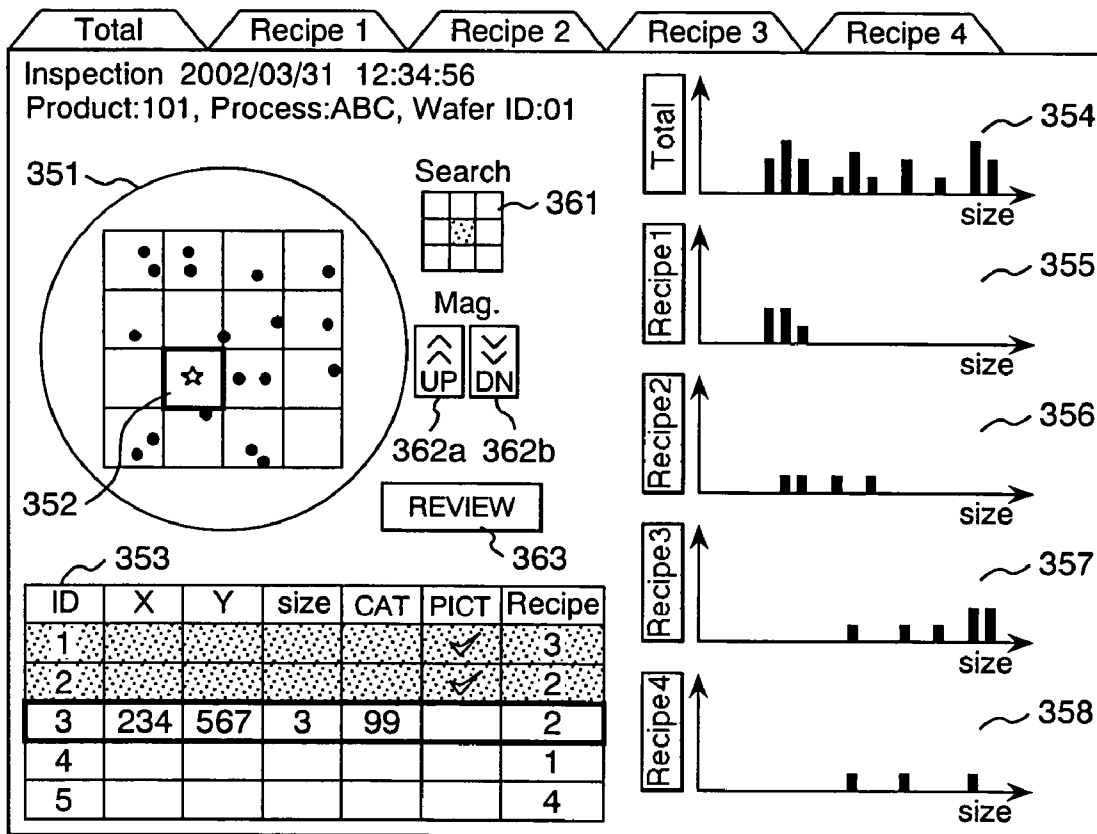 Total Recipe 1 Recipe 2 Recipe 3 Recipe 4
Inspection 2002/03/31 12:34:56
Product:101, Process:ABC, Wafer ID:01
351
352
Search
361
Mag.
UP DN
362a 362b
REVIEW
363
353
ID X Y size CAT PICT Recipe
1 ✓ 3
2 ✓ 2
3 234 567 3 99 2
4 1
5 4
Total
354
size
Recipe1
355
size
Recipe2
356
size
Recipe3
357
size
Recipe4
358
size